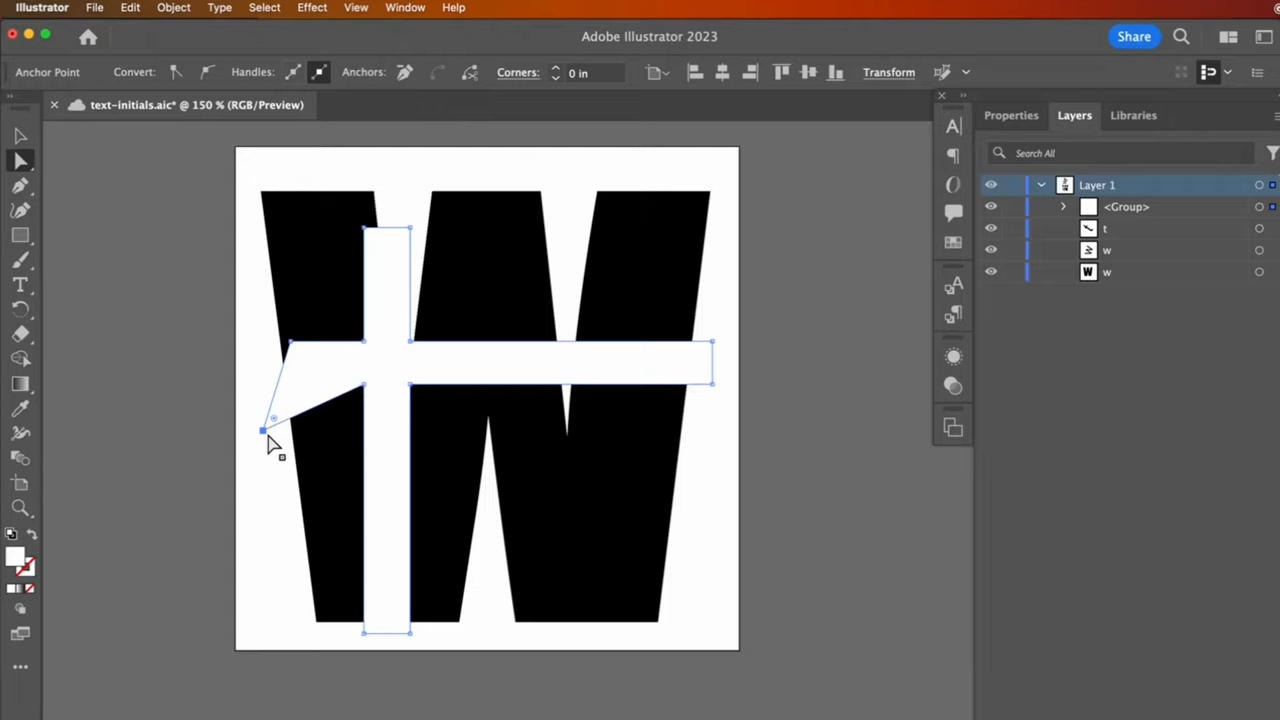 Illustrator File Edit Object Type Select Effect View Window Help
Adobe Illustrator 2023
Share
Anchor Point Convert: Handles: Anchors: Corners: 0 in Transform
text-initials.aic* @ 150 % (RGB/Preview)
Properties Layers Libraries
Search All
Layer 1
<Group>
t
w
w
W